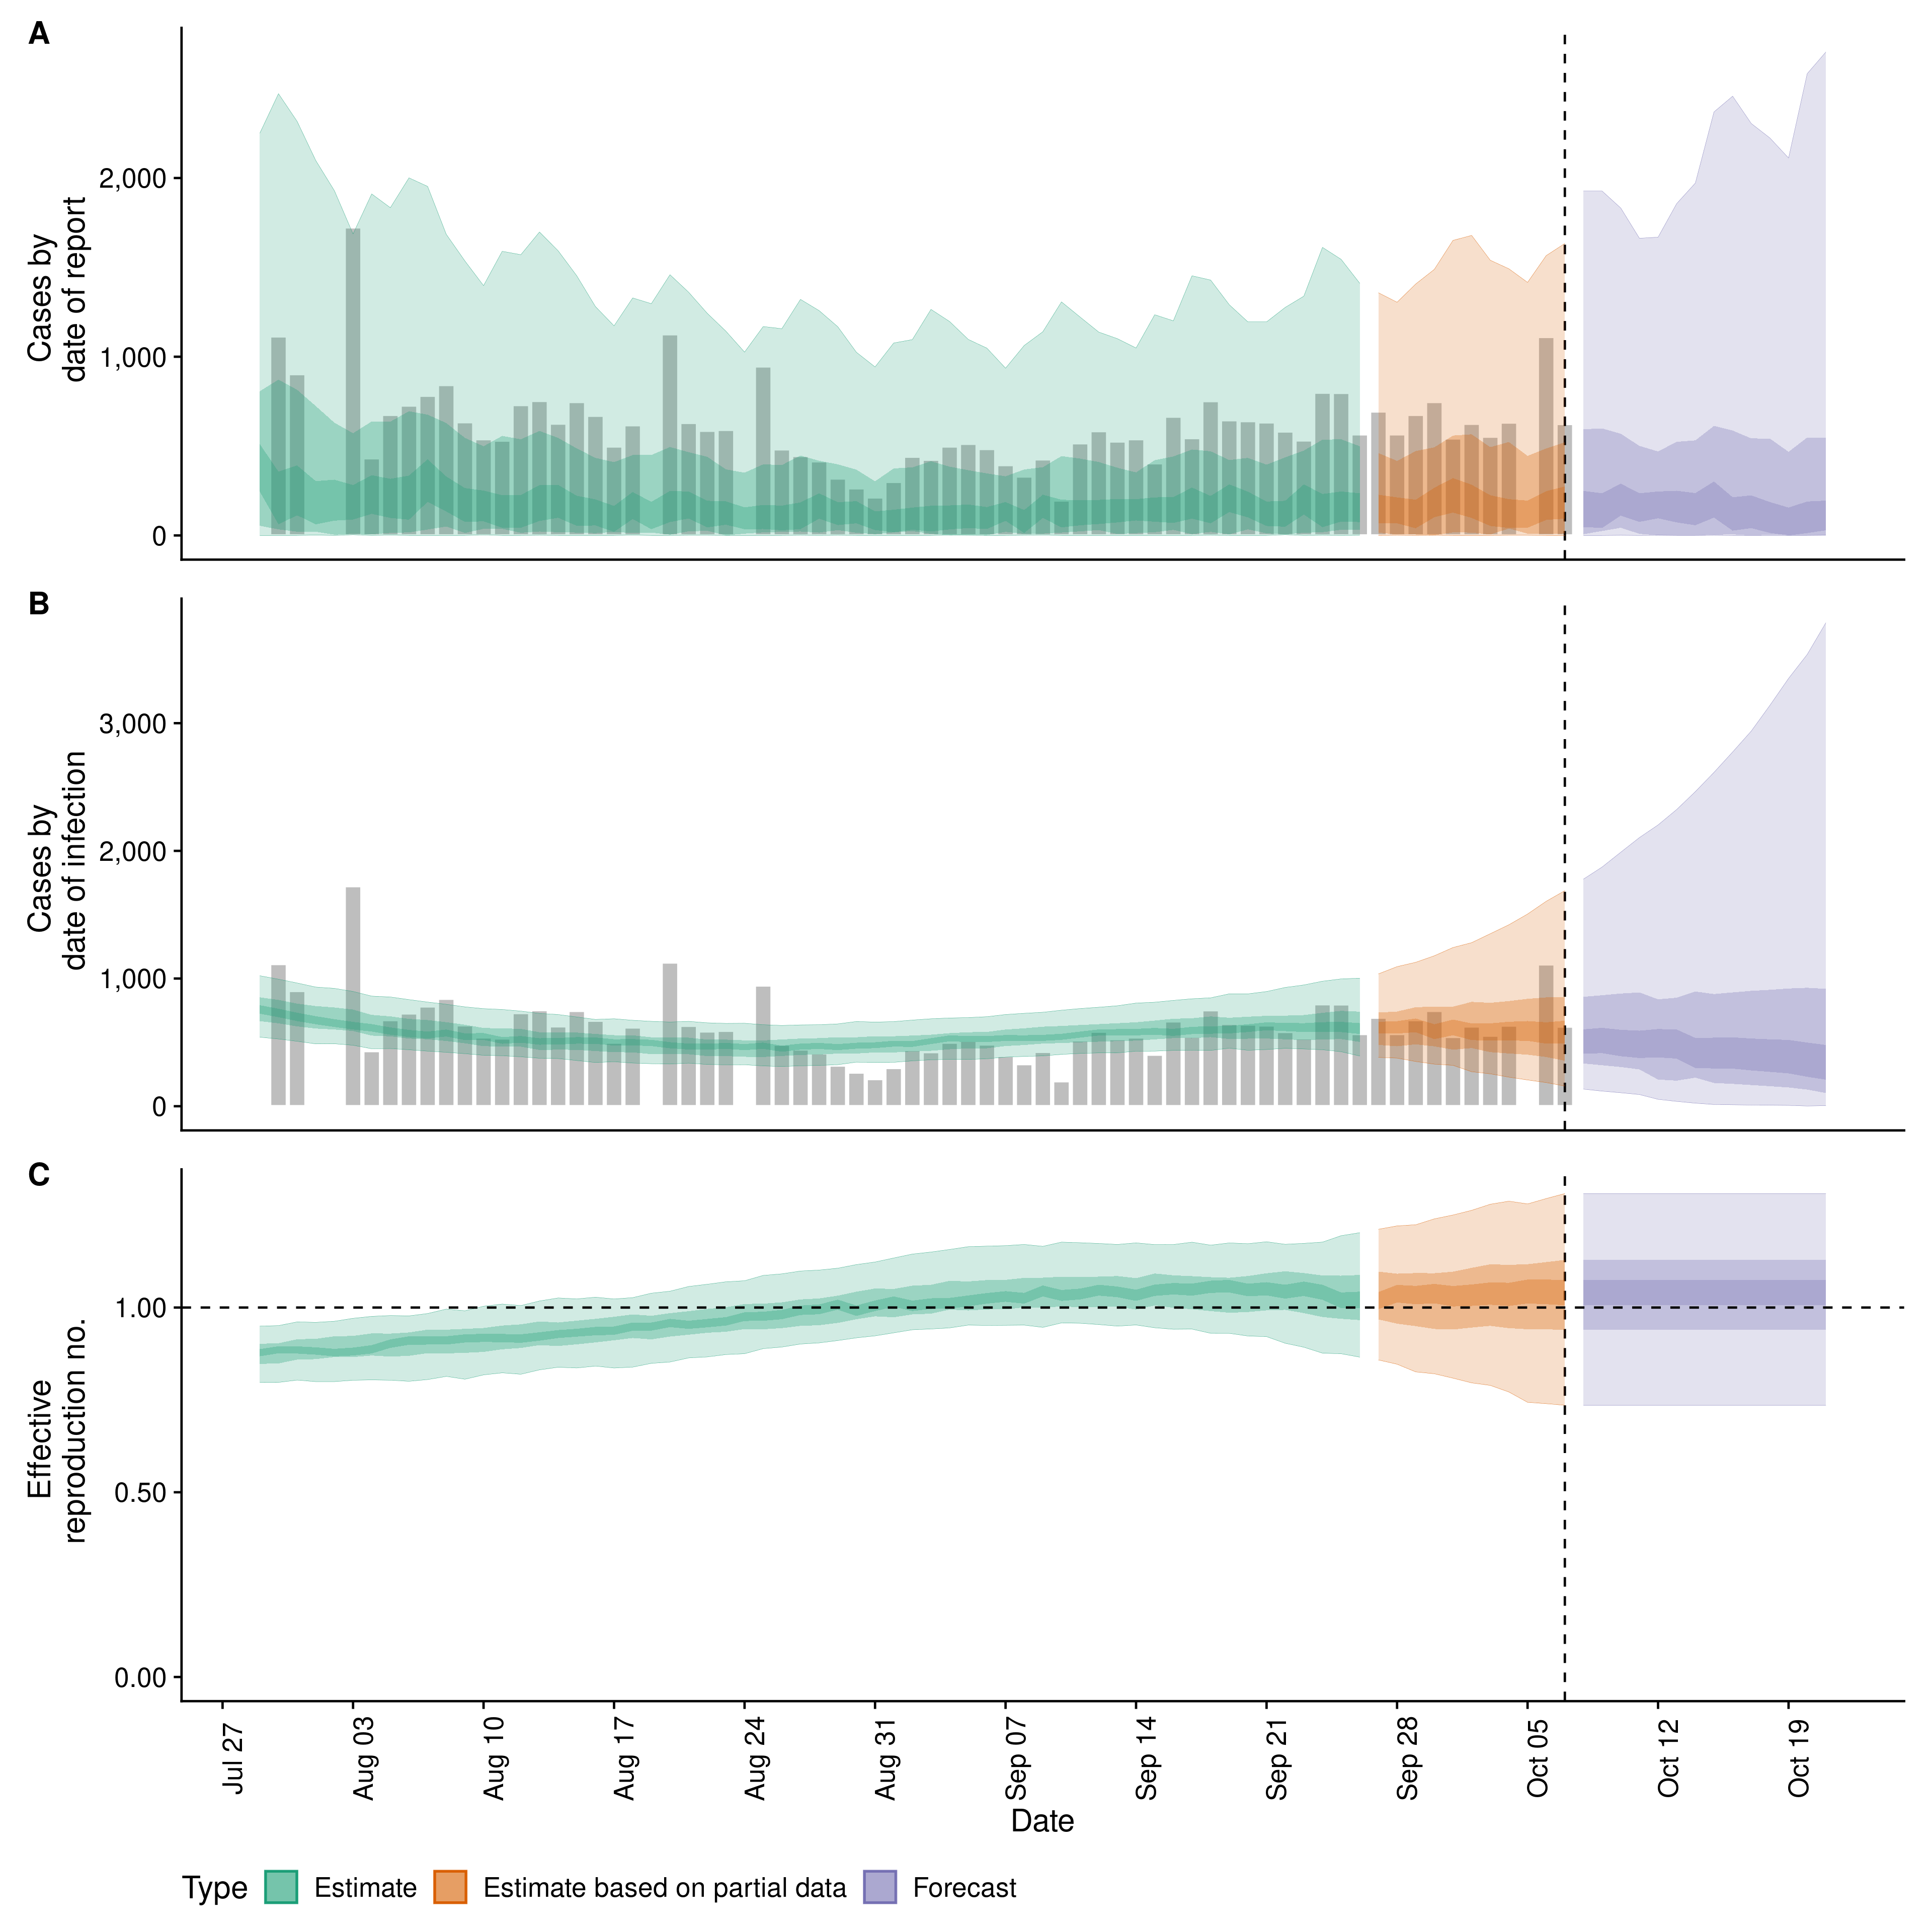 A
Cases by
date of report
2,000
1,000
0
B
Cases by
date of infection
3,000
2,000
1,000
0
C
Effective
reproduction no.
1.00
0.50
0.00
Jul 27
Aug 03
Aug 10
Aug 17
Aug 24
Aug 31
Sep 07
Sep 14
Sep 21
Sep 28
Oct 05
Oct 12
Oct 19
Date
Type Estimate Estimate based on partial data Forecast